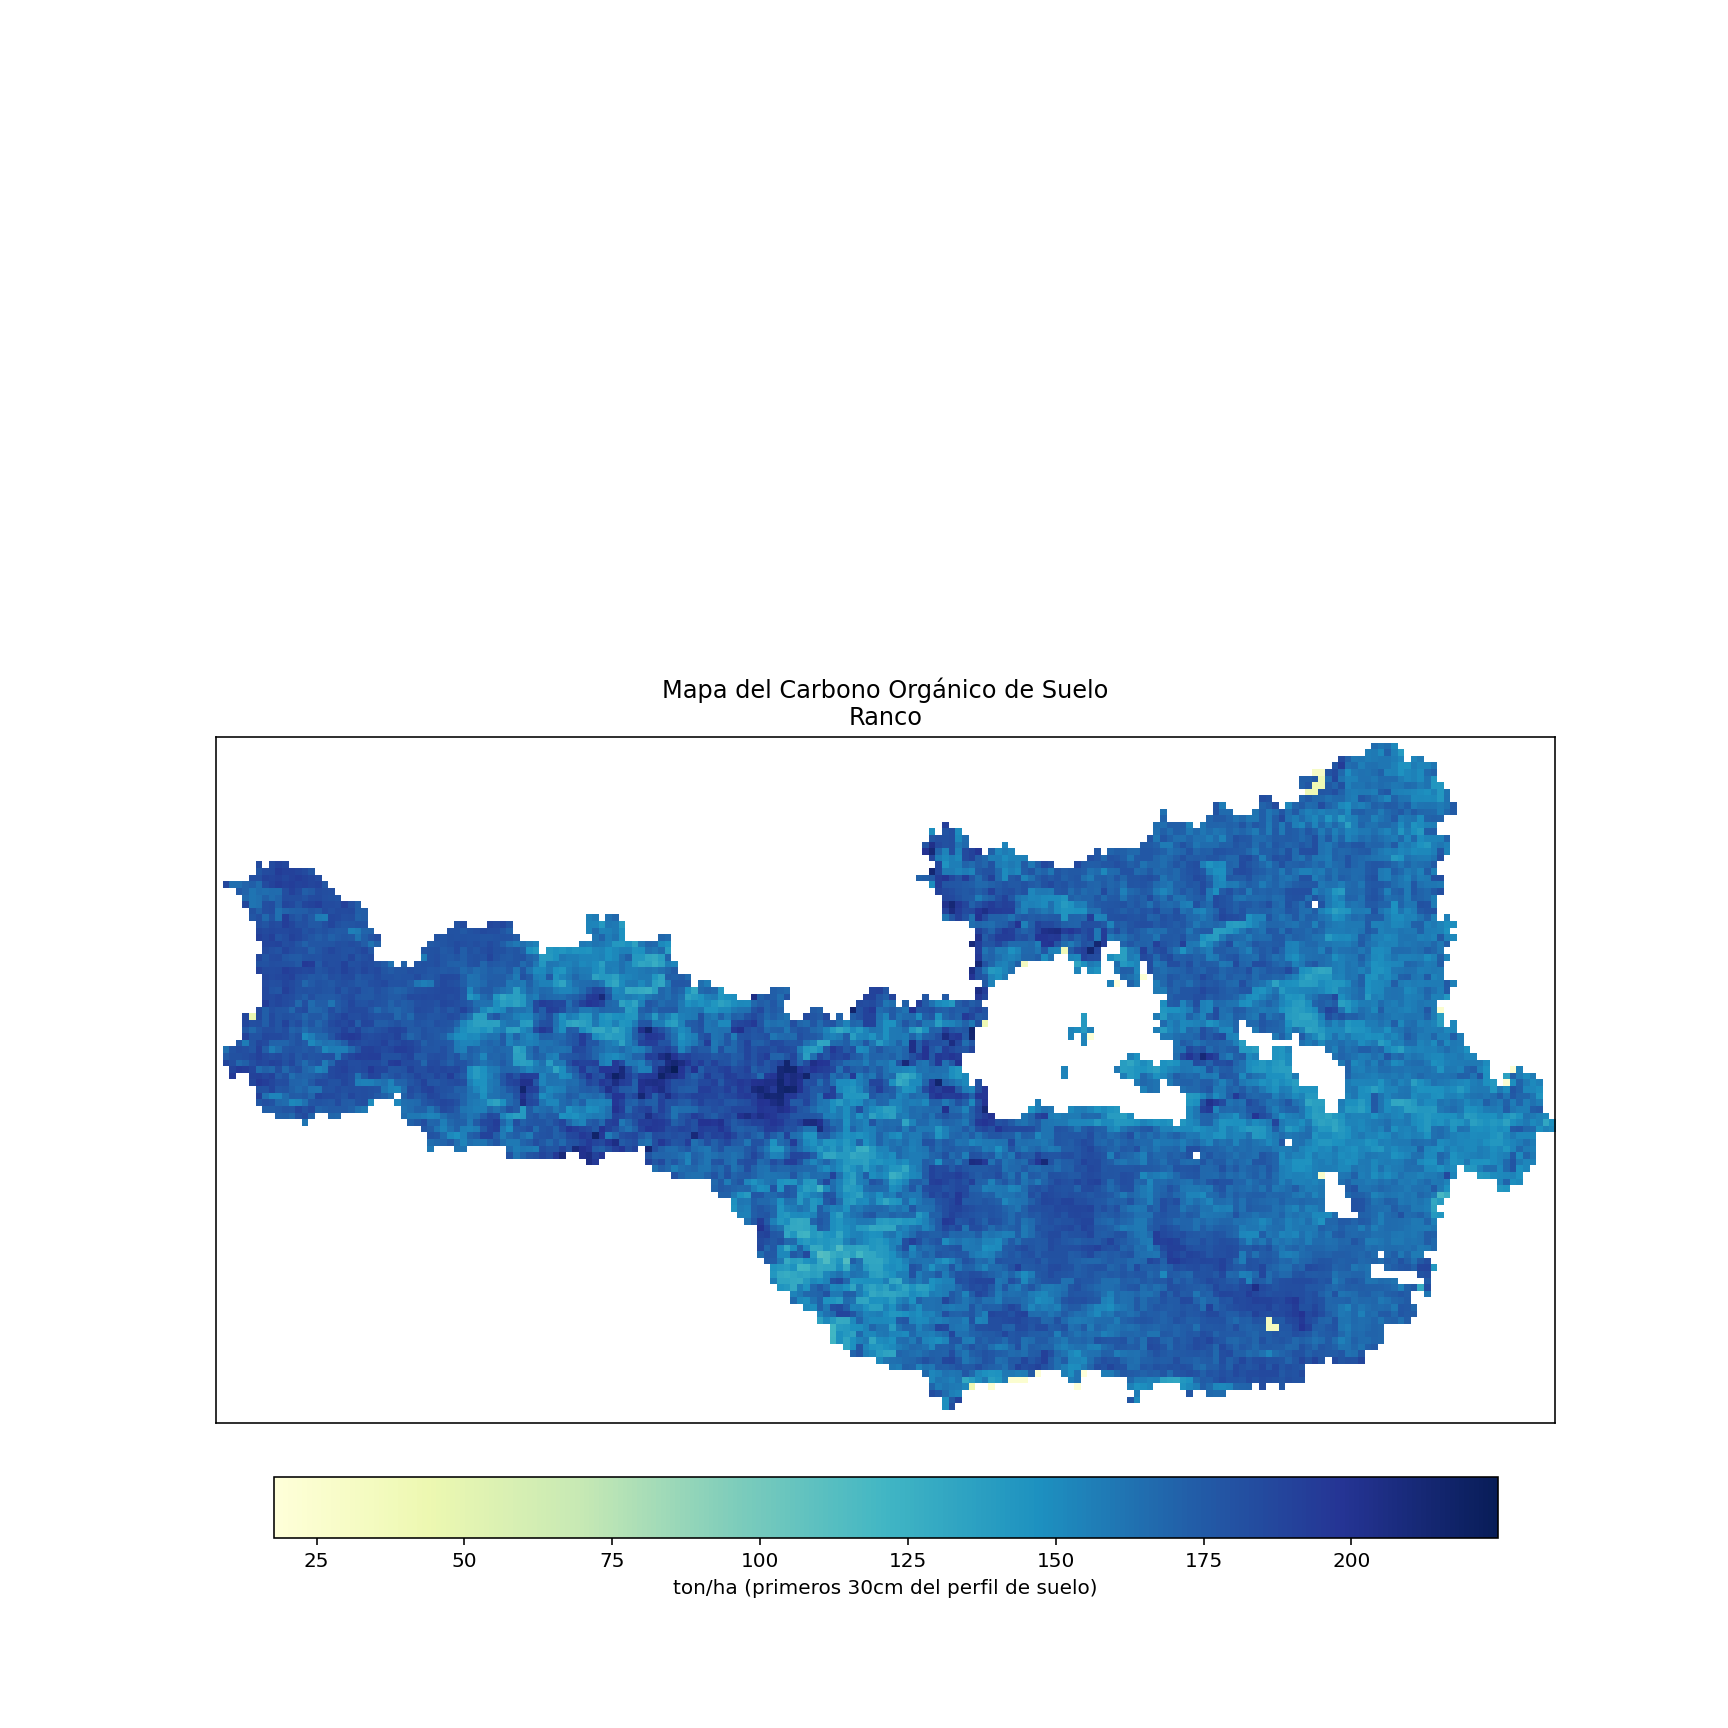 Mapa del Carbono Orgánico de Suelo
Ranco
25 50 75 100 125 150 175 200
ton/ha (primeros 30cm del perfil de suelo)